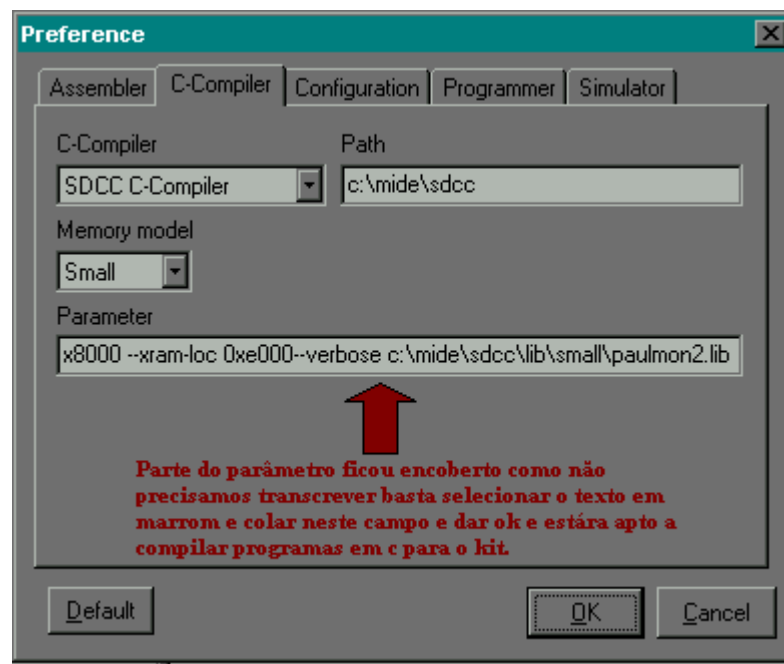 Preference
Assembler C-Compiler Configuration Programmer Simulator
C-Compiler Path
SDCC C-Compiler c:\mide\sdcc
Memory model
Small
Parameter
x8000 --xram-loc 0xe000--verbose c:\mide\sdcc\lib\small\paulmon2.lib
Parte do parâmetro ficou encoberto como não
precisamos transcrever basta selecionar o texto em
marrom e colar neste campo e dar ok e estára apto a
compilar programas em c para o kit.
Default OK Cancel